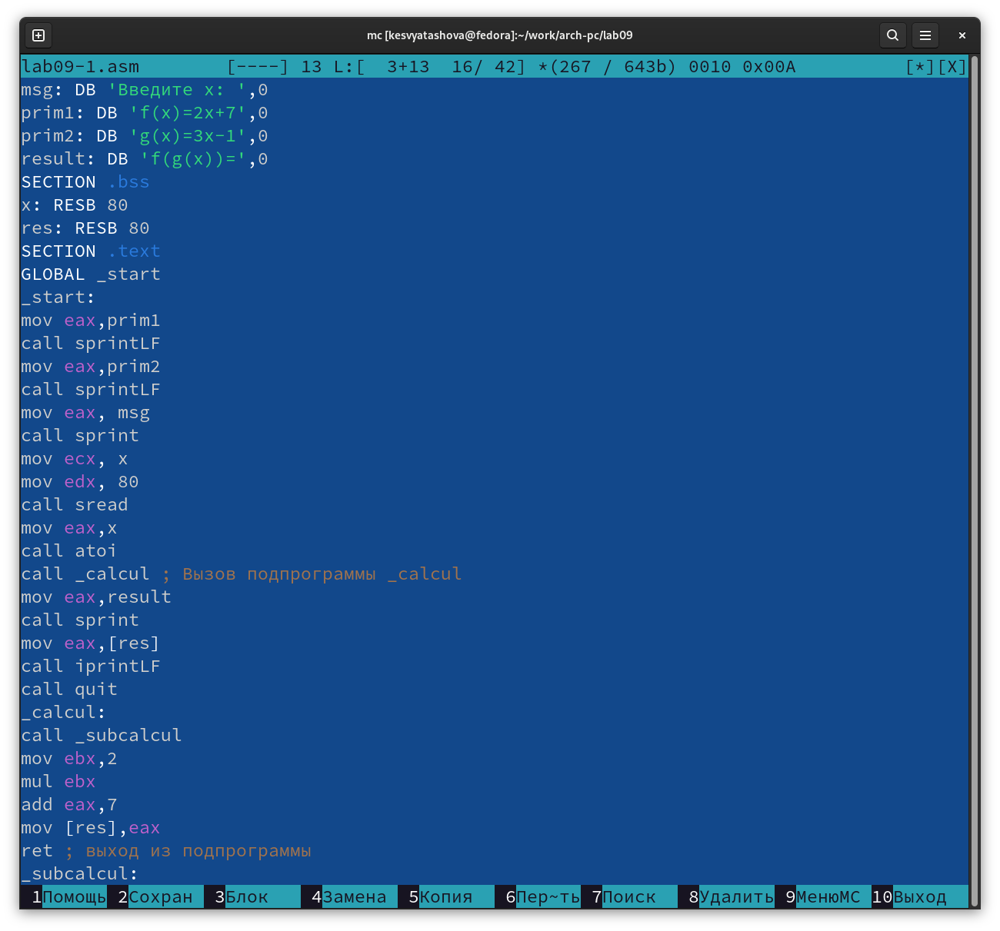 mc [kesvyatashova@fedora]:~/work/arch-pc/lab09
lab09-1.asm [----] 13 L:[ 3+13 16/ 42] *(267 / 643b) 0010 0x00A [*][X]
msg: DB 'Введите x: ',0
prim1: DB 'f(x)=2x+7',0
prim2: DB 'g(x)=3x-1',0
result: DB 'f(g(x))=',0
SECTION .bss
x: RESB 80
res: RESB 80
SECTION .text
GLOBAL _start
_start:
mov eax,prim1
call sprintLF
mov eax,prim2
call sprintLF
mov eax, msg
call sprint
mov ecx, x
mov edx, 80
call sread
mov eax,x
call atoi
call _calcul ; Вызов подпрограммы _calcul
mov eax,result
call sprint
mov eax,[res]
call iprintLF
call quit
_calcul:
call _subcalcul
mov ebx,2
mul ebx
add eax,7
mov [res],eax
ret ; выход из подпрограммы
_subcalcul:
1Помощь 2Сохран 3Блок 4Замена 5Копия 6Пер~ть 7Поиск 8Удалить 9МенюMC 10Выход